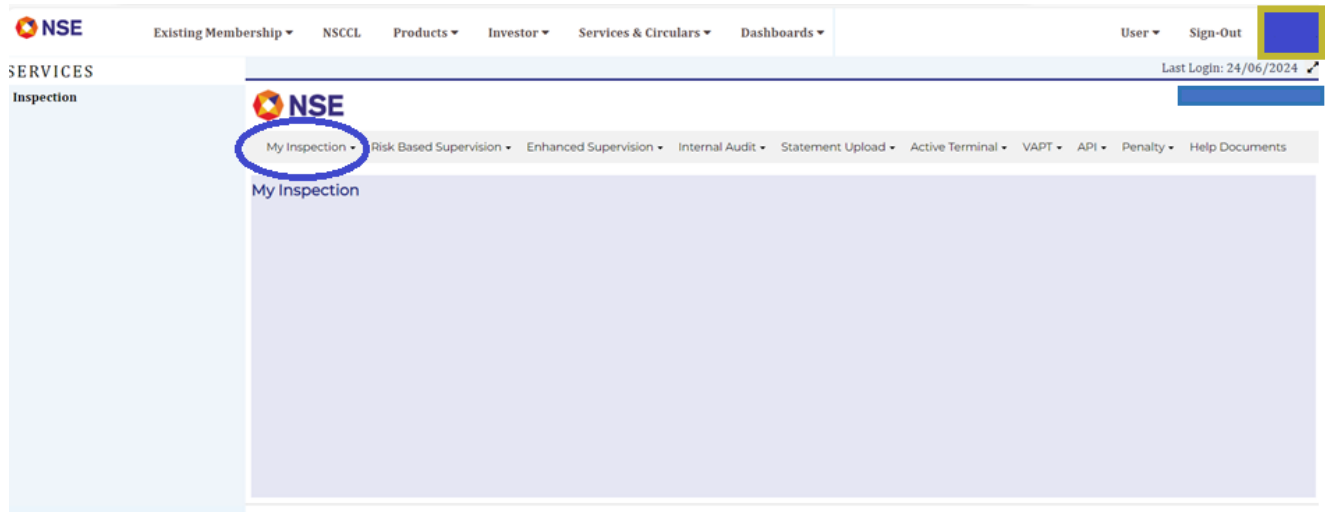 NSE Existing Membership NSCCL Products Investor Services & Circulars Dashboards User Sign-Out
SERVICES
Last Login: 24/06/2024
Inspection
NSE
My Inspection Risk Based Supervision Enhanced Supervision Internal Audit Statement Upload Active Terminal VAPT API Penalty Help Documents
My Inspection